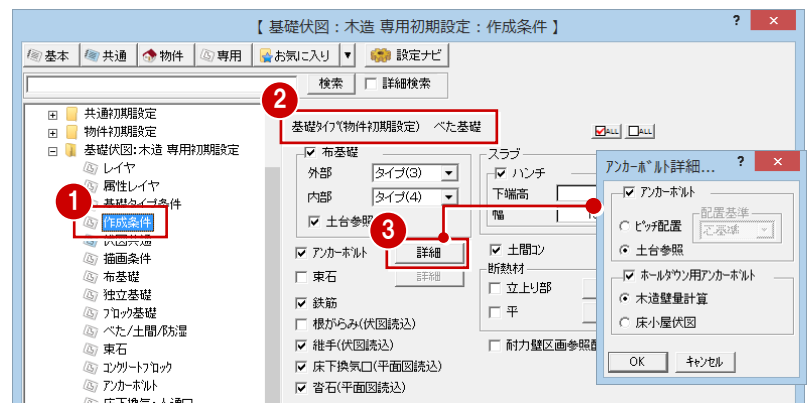 【 基礎伏図：木造 専用初期設定：作成条件 】
? ×
基本 共通 物件 専用 お気に入り ▼ 設定ナビ
検索 詳細検索
共通初期設定
物件初期設定
基礎伏図:木造 専用初期設定
レイヤ
属性レイヤ
基礎タイプ条件
1
作成条件
伏図共通
描画条件
布基礎
独立基礎
ブロック基礎
べた/土間/防湿
束石
コンクリートブロック
アンカーボルト
2
基礎タイプ(物件初期設定) べた基礎
ALL ALL
布基礎
外部 タイプ(3)
内部 タイプ(4)
土台参照
3
アンカーボルト 詳細
束石 詳細
鉄筋
根がらみ(伏図読込)
継手(伏図読込)
床下換気口(平面図読込)
沓石(平面図読込)
スラブ
ハンチ
下端高
幅
土間コン
断熱材
立上り部
平
耐力壁区画参照
アンカーボルト詳細... ? ×
アンカーボルト
配置基準
ピッチ配置 芯基準
土台参照
ホールダウン用アンカーボルト
木造壁量計算
床小屋伏図
OK キャンセル